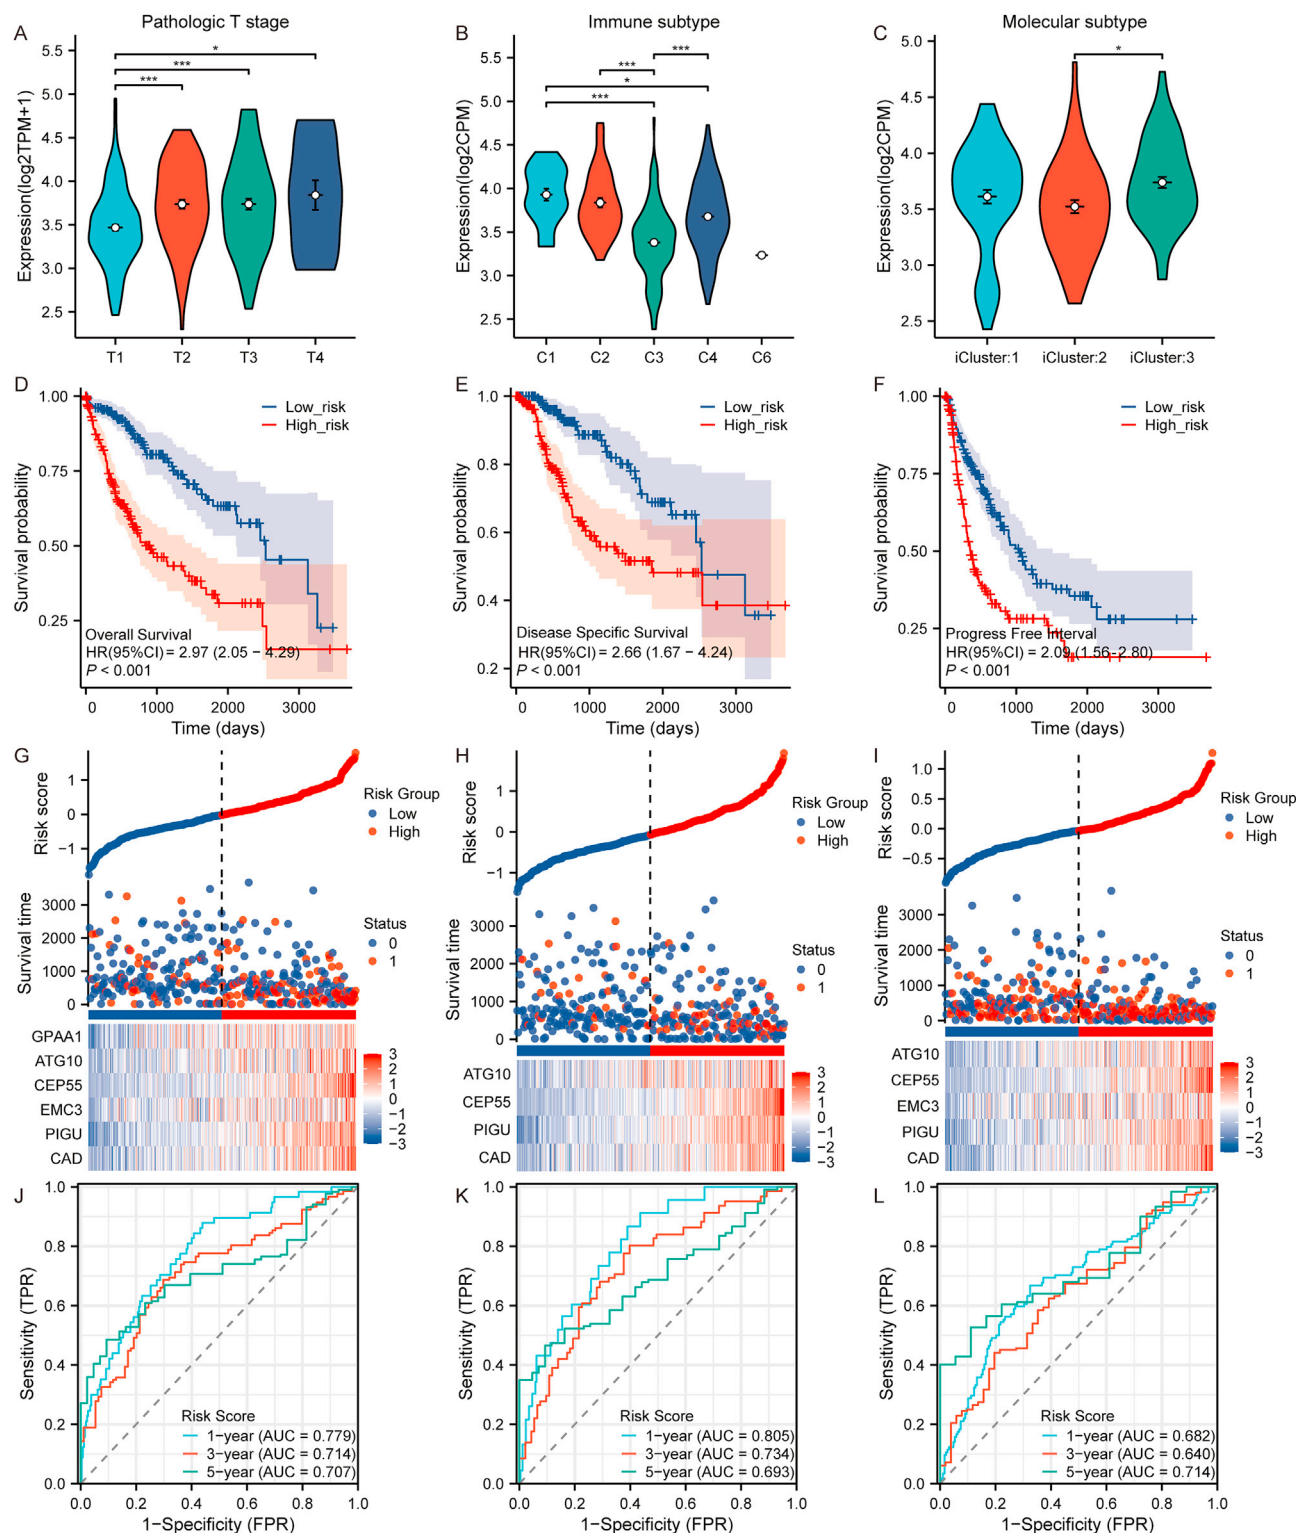 A
Pathologic T stage
Expression(log2TPM+1)
5.5
5.0
4.5
4.0
3.5
3.0
2.5
*
***
***
T1 T2 T3 T4
B
Immune subtype
Expression(log2CPM)
5.5
5.0
4.5
4.0
3.5
3.0
2.5
***
***
*
***
C1 C2 C3 C4 C6
C
Molecular subtype
Expression(log2CPM)
5.0
4.5
4.0
3.5
3.0
2.5
*
iCluster:1 iCluster:2 iCluster:3
D
Survival probability
1.00
0.75
0.50
0.25
Low_risk
High_risk
Overall Survival
HR(95%CI) = 2.97 (2.05 − 4.29)
P < 0.001
0 1000 2000 3000
Time (days)
E
Survival probability
1.0
0.8
0.6
0.4
0.2
Low_risk
High_risk
Disease Specific Survival
HR(95%CI) = 2.66 (1.67 − 4.24)
P < 0.001
0 1000 2000 3000
Time (days)
F
Survival probability
1.00
0.75
0.50
0.25
Low_risk
High_risk
Progress Free Interval
HR(95%CI) = 2.09 (1.56-2.80)
P < 0.001
0 1000 2000 3000
Time (days)
G
Risk score
1
0
−1
Risk Group
Low
High
Survival time
3000
2000
1000
0
Status
0
1
GPAA1
ATG10
CEP55
EMC3
PIGU
CAD
3
2
1
0
−1
−2
−3
H
Risk score
1
0
−1
Risk Group
Low
High
Survival time
3000
2000
1000
0
Status
0
1
ATG10
CEP55
PIGU
CAD
3
2
1
0
−1
−2
−3
I
Risk score
1.0
0.5
0.0
−0.5
Risk Group
Low
High
Survival time
3000
2000
1000
0
Status
0
1
ATG10
CEP55
EMC3
PIGU
CAD
3
2
1
0
−1
−2
−3
J
Sensitivity (TPR)
1.0
0.8
0.6
0.4
0.2
0.0
Risk Score
1−year (AUC = 0.779)
3−year (AUC = 0.714)
5−year (AUC = 0.707)
0.0 0.2 0.4 0.6 0.8 1.0
1−Specificity (FPR)
K
Sensitivity (TPR)
1.0
0.8
0.6
0.4
0.2
0.0
Risk Score
1−year (AUC = 0.805)
3−year (AUC = 0.734)
5−year (AUC = 0.693)
0.0 0.2 0.4 0.6 0.8 1.0
1−Specificity (FPR)
L
Sensitivity (TPR)
1.0
0.8
0.6
0.4
0.2
0.0
Risk Score
1−year (AUC = 0.682)
3−year (AUC = 0.640)
5−year (AUC = 0.714)
0.0 0.2 0.4 0.6 0.8 1.0
1−Specificity (FPR)